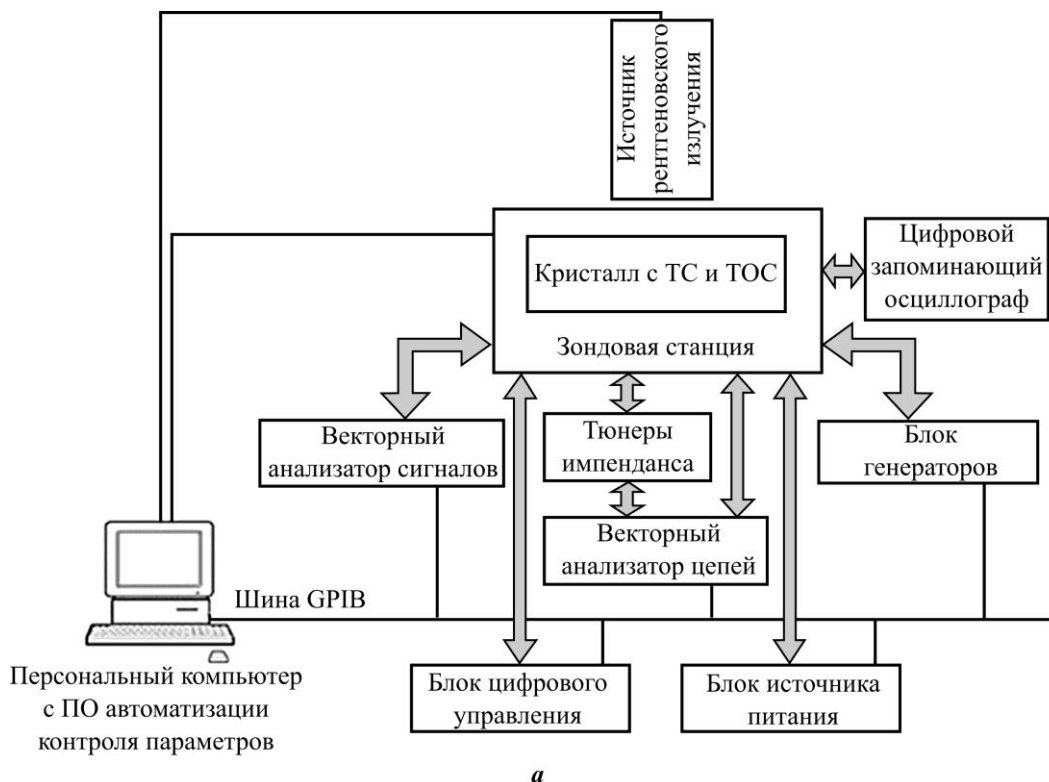 Источник
рентгеновского
излучения
Кристалл с ТС и ТОС
Зондовая станция
Цифровой
запоминающий
осциллограф
Векторный
анализатор сигналов
Тюнеры
импенданса
Блок
генераторов
Векторный
анализатор цепей
Шина GPIB
Персональный компьютер
с ПО автоматизации
контроля параметров
Блок цифрового
управления
Блок источника
питания
а